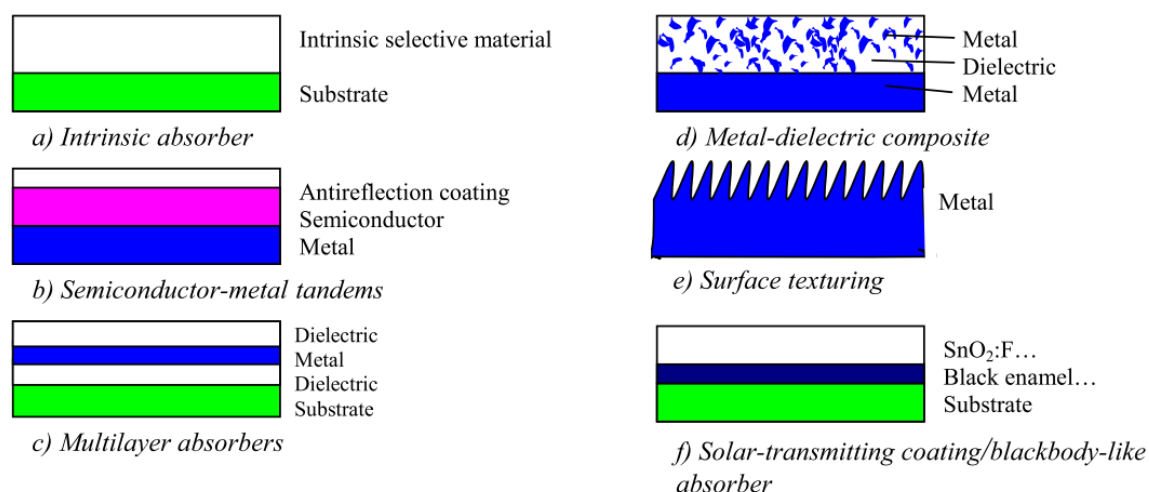 Intrinsic selective material
Substrate
a) Intrinsic absorber
Antireflection coating
Semiconductor
Metal
b) Semiconductor-metal tandems
Dielectric
Metal
Dielectric
Substrate
c) Multilayer absorbers
Metal
Dielectric
Metal
d) Metal-dielectric composite
Metal
e) Surface texturing
SnO₂:F…
Black enamel…
Substrate
f) Solar-transmitting coating/blackbody-like
absorber